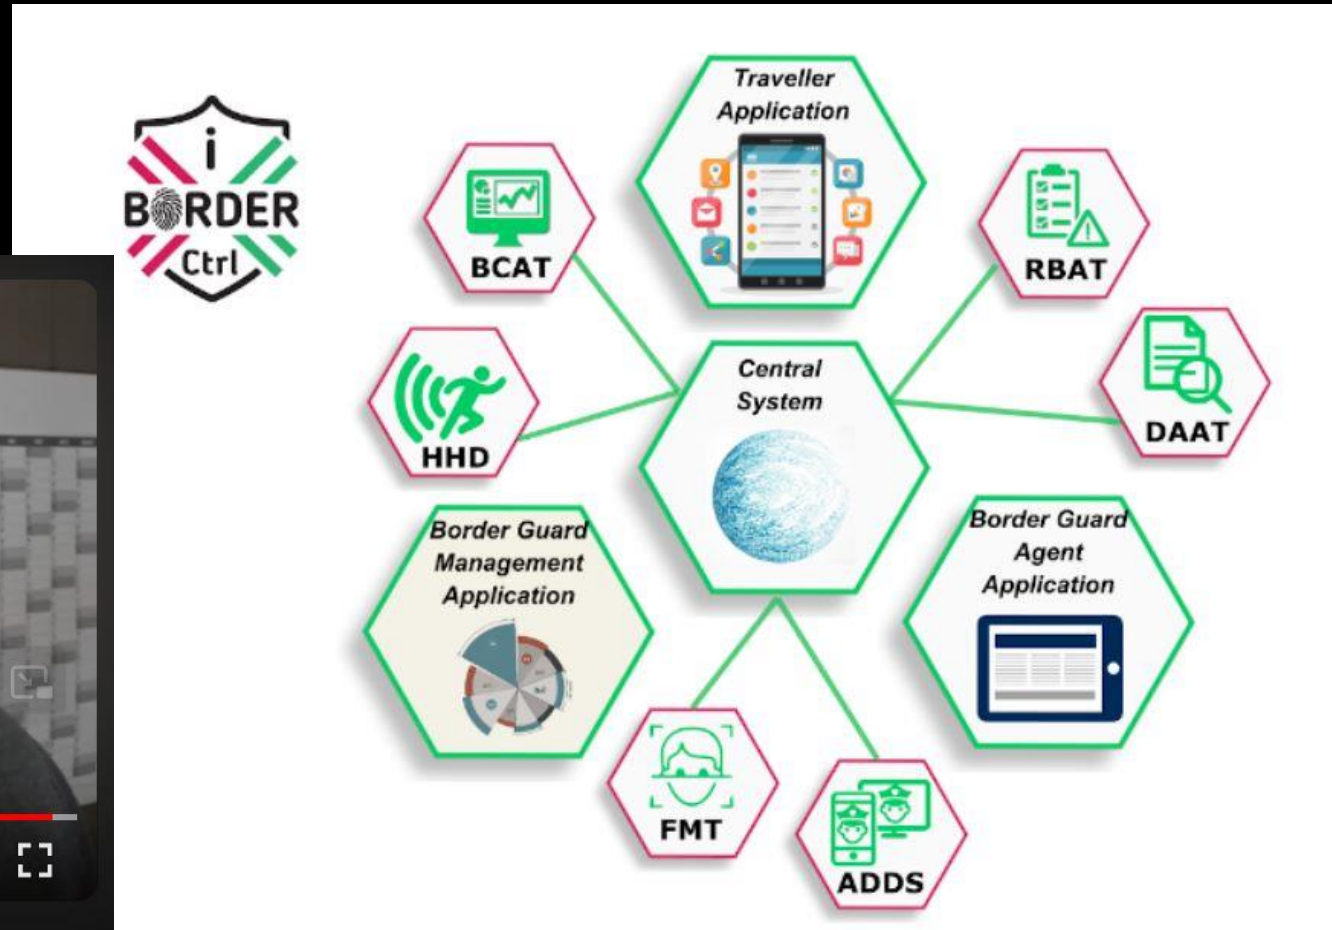 i
BORDER
Ctrl
Traveller
Application
BCAT
RBAT
Central
System
HHD
DAAT
Border Guard
Management
Application
Border Guard
Agent
Application
FMT
ADDS